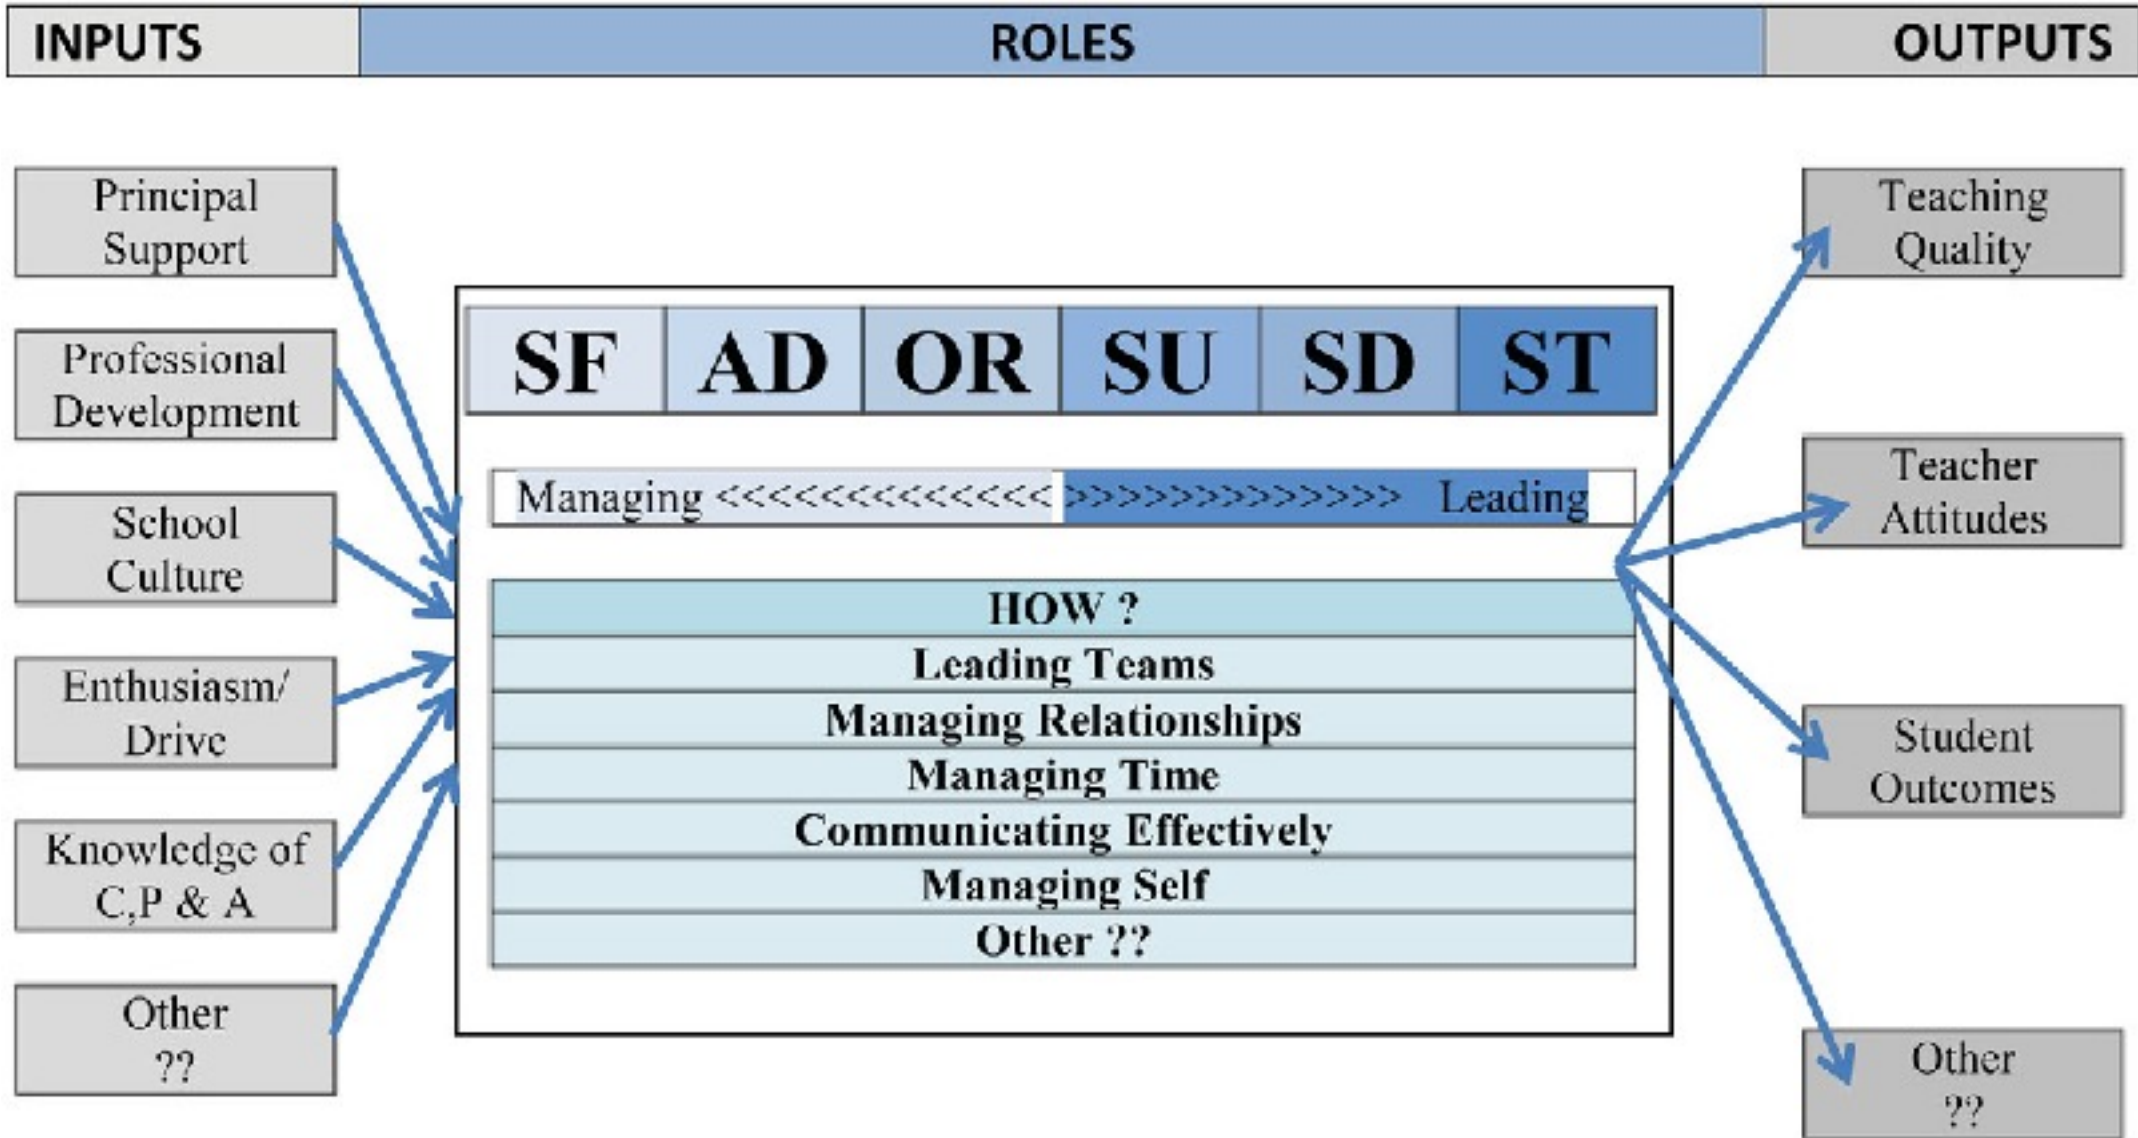 INPUTS ROLES OUTPUTS
Principal
Support
Professional
Development
School
Culture
Enthusiasm/
Drive
Knowledge of
C,P & A
Other
??
SF AD OR SU SD ST
Managing <<<<<<<<<<<<< >>>>>>>>>>>>> Leading
HOW ?
Leading Teams
Managing Relationships
Managing Time
Communicating Effectively
Managing Self
Other ??
Teaching
Quality
Teacher
Attitudes
Student
Outcomes
Other
??